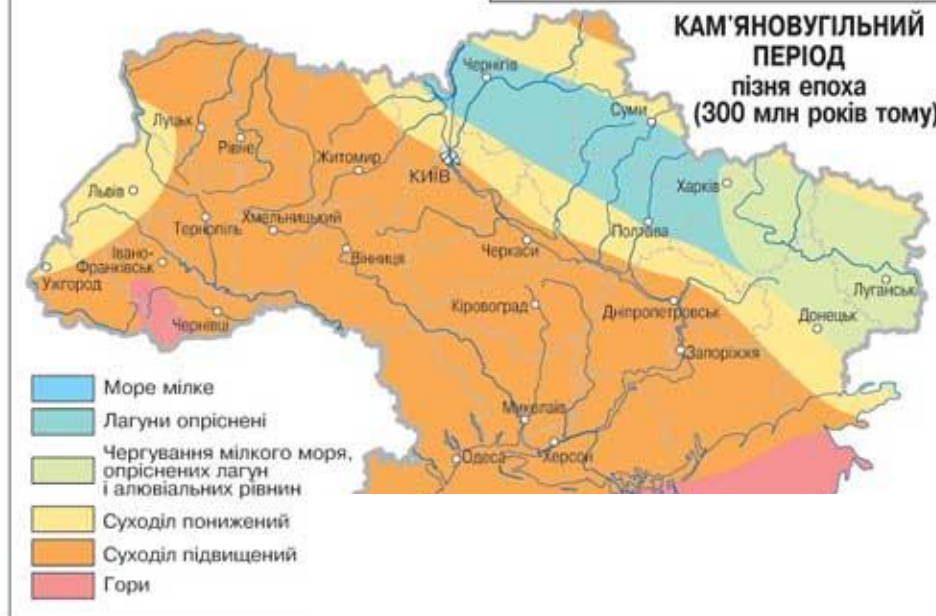 КАМ'ЯНОВУГІЛЬНИЙ
ПЕРІОД
пізня епоха
(300 млн років тому)
Чернігів
Суми
Луцьк
Рівне
Житомир
КИЇВ
Харків
Львів
Хмельницький
Тернопіль
Полтава
Івано-
Франківськ
Вінниця
Черкаси
Ужгород
Луганськ
Кіровоград
Дніпропетровськ
Чернівці
Донецьк
Запоріжжя
Миколаїв
Одеса
Херсон
Море мілке
Лагуни опріснені
Чергування мілкого моря,
опріснених лагун
і алювіальних рівнин
Суходіл понижений
Суходіл підвищений
Гори